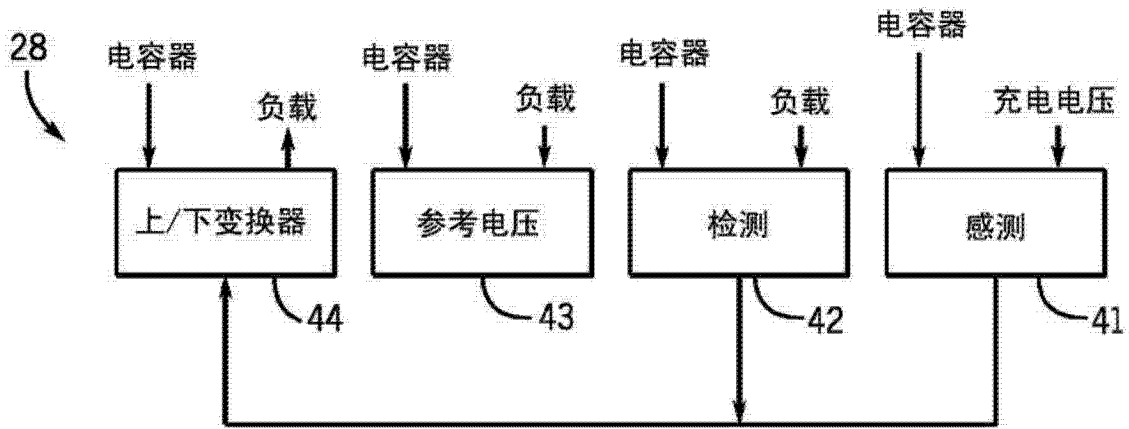 28
电容器
负载
电容器
负载
电容器
负载
电容器
充电电压
上/下变换器
参考电压
检测
感测
44
43
42
41